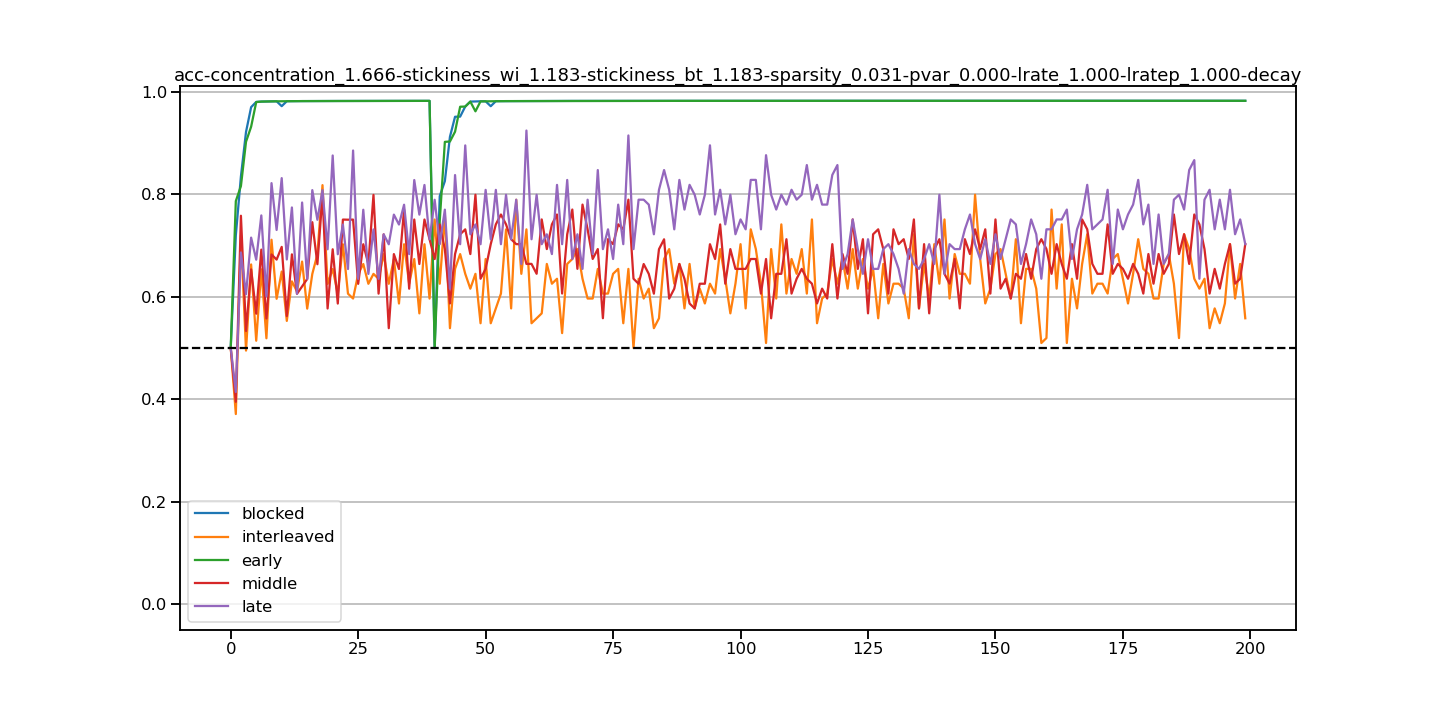 acc-concentration_1.666-stickiness_wi_1.183-stickiness_bt_1.183-sparsity_0.031-pvar_0.000-lrate_1.000-lratep_1.000-decay
1.0
0.8
0.6
0.4
0.2
0.0
blocked
interleaved
early
middle
late
0 25 50 75 100 125 150 175 200